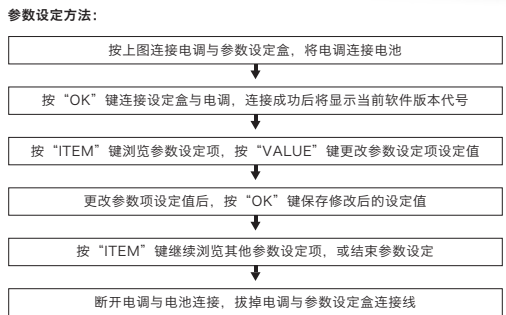 参数设定方法：
按上图连接电调与参数设定盒，将电调连接电池
按“OK”键连接设定盒与电调，连接成功后将显示当前软件版本代号
按“ITEM”键浏览参数设定项，按“VALUE”键更改参数设定项设定值
更改参数项设定值后，按“OK”键保存修改后的设定值
按“ITEM”键继续浏览其他参数设定项，或结束参数设定
断开电调与电池连接，拔掉电调与参数设定盒连接线